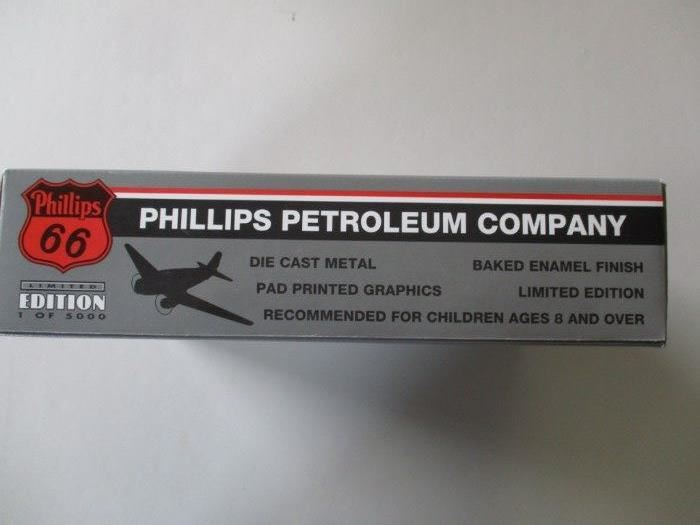 Phillips
66
PHILLIPS PETROLEUM COMPANY
DIE CAST METAL
BAKED ENAMEL FINISH
PAD PRINTED GRAPHICS
LIMITED EDITION
RECOMMENDED FOR CHILDREN AGES 8 AND OVER
LIMITED
EDITION
1 OF 5000